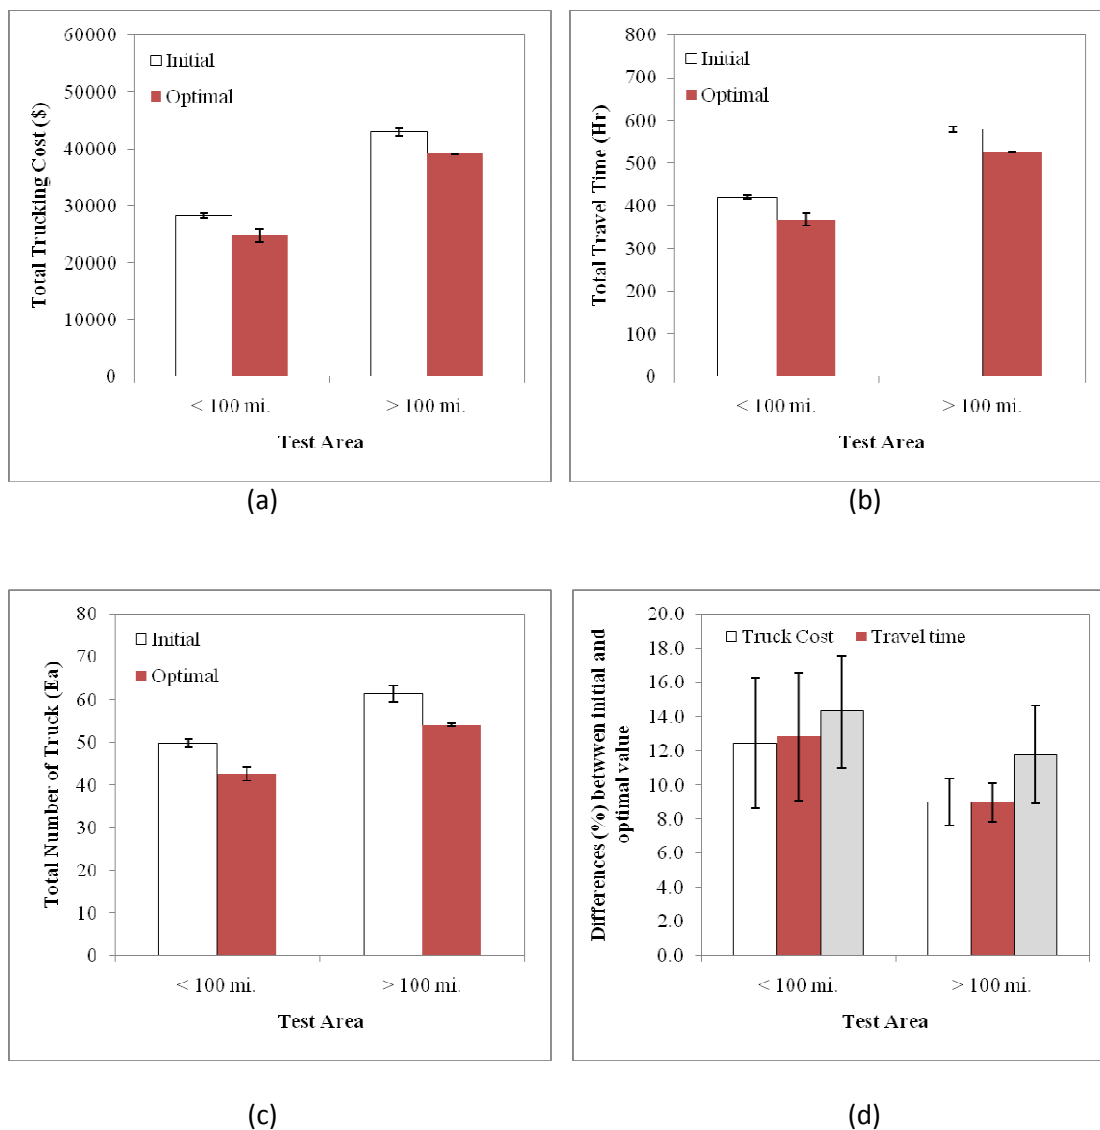 60000
50000
40000
30000
20000
10000
0
Total Trucking Cost ($)
Initial
Optimal
< 100 mi.
> 100 mi.
Test Area
(a)
800
700
600
500
400
300
200
100
0
Total Travel Time (Hr)
Initial
Optimal
< 100 mi.
> 100 mi.
Test Area
(b)
80
70
60
50
40
30
20
10
0
Total Number of Truck (Ea)
Initial
Optimal
< 100 mi.
> 100 mi.
Test Area
(c)
20.0
18.0
16.0
14.0
12.0
10.0
8.0
6.0
4.0
2.0
0.0
Differences (%) betwwen initial and
optimal value
Truck Cost
Travel time
< 100 mi.
> 100 mi.
Test Area
(d)